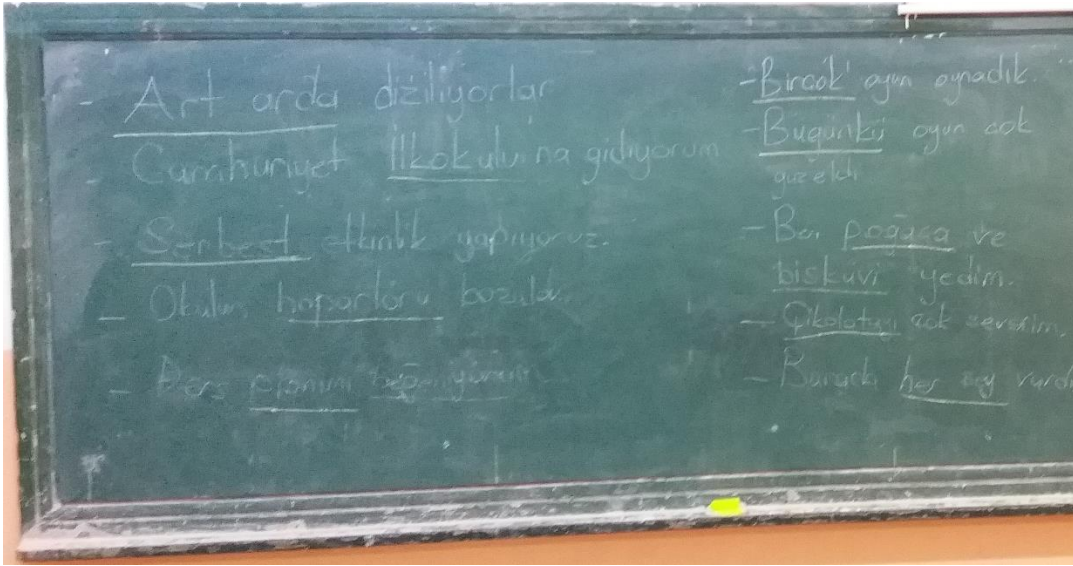 - Art arda diziliyorlar
- Cumhuriyet İlkokulu'na gidiyorum
- Serbest etkinlik yapıyoruz.
- Okulun hoparlörü bozuldu.
- Ders planını beğeniyorum.
- Birçok oyun oynadık.
- Bugünkü oyun çok
güzeldi
- Ben poğaça ve
bisküvi yedim.
- Çikolatayı çok severim.
- Burada her şey vardı